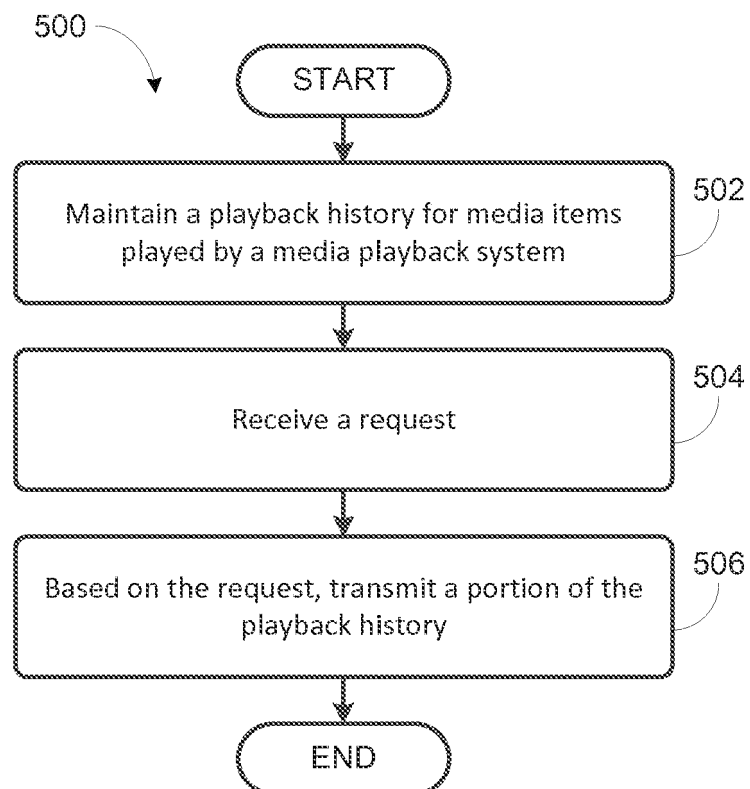 500
START
502
Maintain a playback history for media items
played by a media playback system
504
Receive a request
506
Based on the request, transmit a portion of the
playback history
END